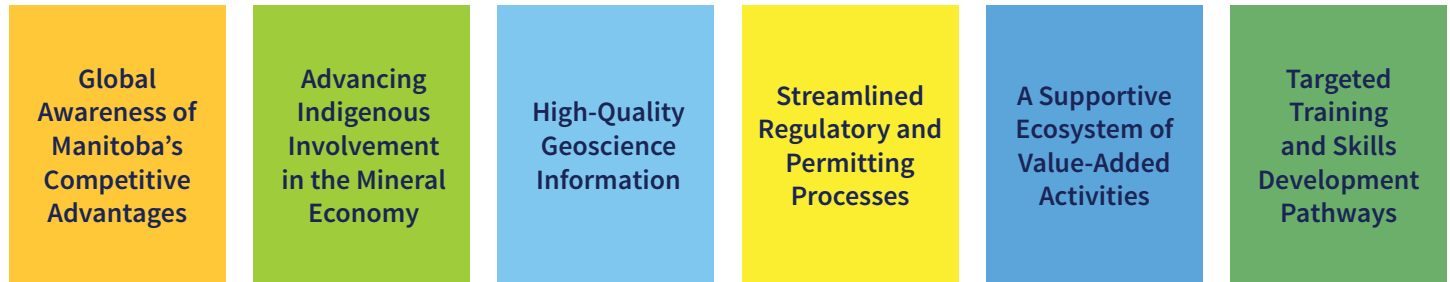 Global
Awareness of
Manitoba’s
Competitive
Advantages
Advancing
Indigenous
Involvement
in the Mineral
Economy
High-Quality
Geoscience
Information
Streamlined
Regulatory and
Permitting
Processes
A Supportive
Ecosystem of
Value-Added
Activities
Targeted
Training
and Skills
Development
Pathways